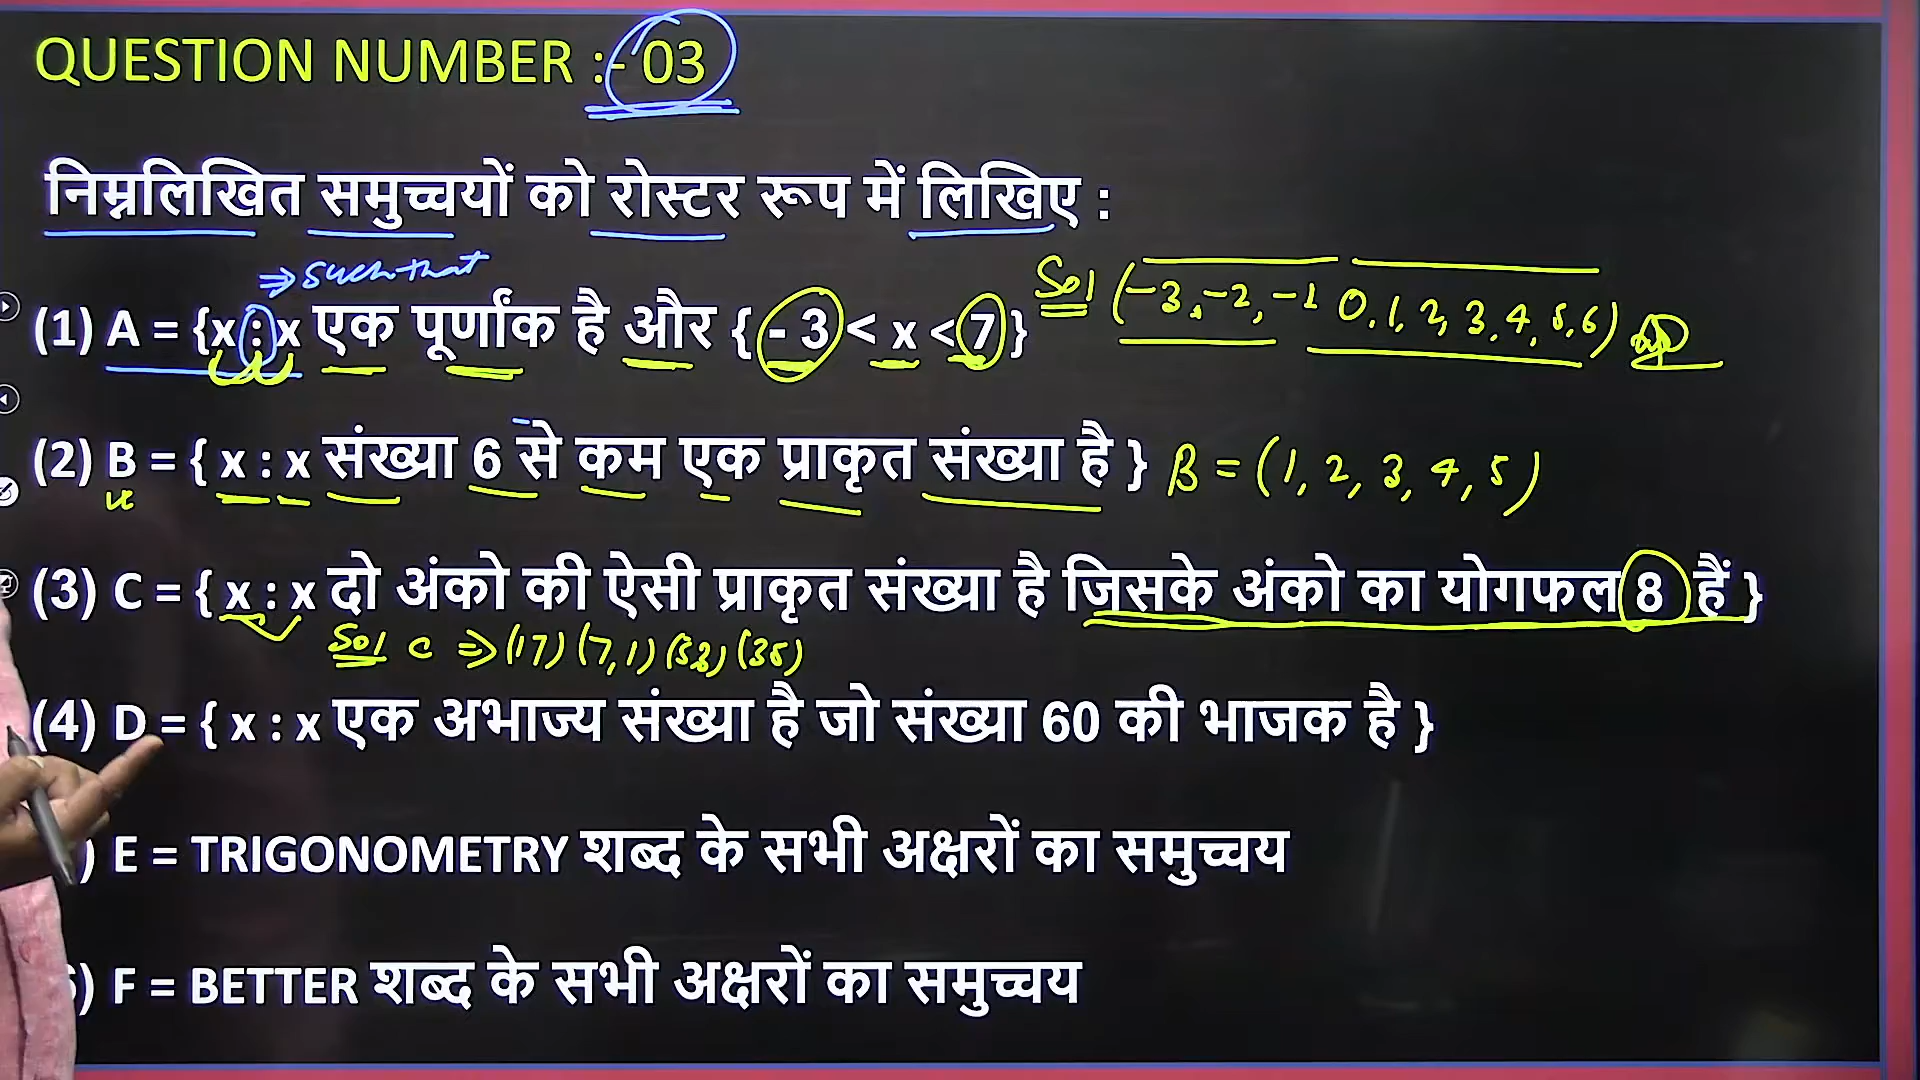 QUESTION NUMBER :- 03
निम्नलिखित समुच्चयों को रोस्टर रूप में लिखिए :
⇒ Such that
(1) A = {x : x एक पूर्णांक है और { - 3 < x < 7 }
Sol (-3, -2, -1 0, 1, 2, 3, 4, 5, 6)
(2) B = { x : x संख्या 6 से कम एक प्राकृत संख्या है } B = (1, 2, 3, 4, 5)
(3) C = { x : x दो अंको की ऐसी प्राकृत संख्या है जिसके अंको का योगफल 8 हैं }
Sol C ⇒ (17) (7,1) (35)
(4) D = { x : x एक अभाज्य संख्या है जो संख्या 60 की भाजक है }
) E = TRIGONOMETRY शब्द के सभी अक्षरों का समुच्चय
) F = BETTER शब्द के सभी अक्षरों का समुच्चय